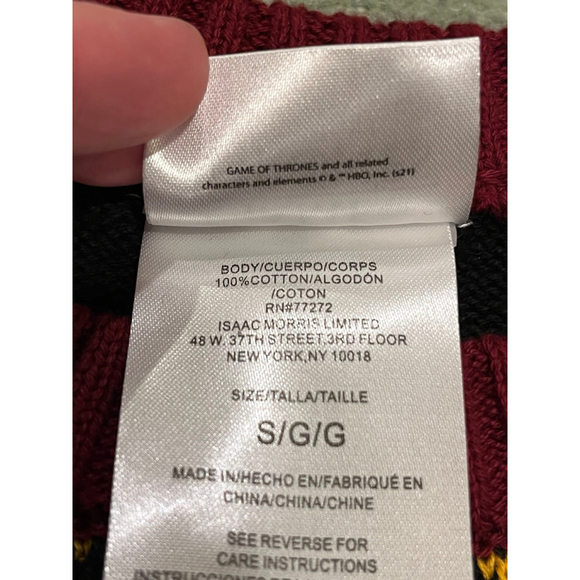 GAME OF THRONES and all related
characters and elements © & ™ HBO, Inc. (s21)
BODY/CUERPO/CORPS
100%COTTON/ALGODÓN
/COTON
RN#77272
ISAAC MORRIS LIMITED
48 W. 37TH STREET,3RD FLOOR
NEW YORK,NY 10018
SIZE/TALLA/TAILLE
S/G/G
MADE IN/HECHO EN/FABRIQUÉ EN
CHINA/CHINA/CHINE
SEE REVERSE FOR
CARE INSTRUCTIONS